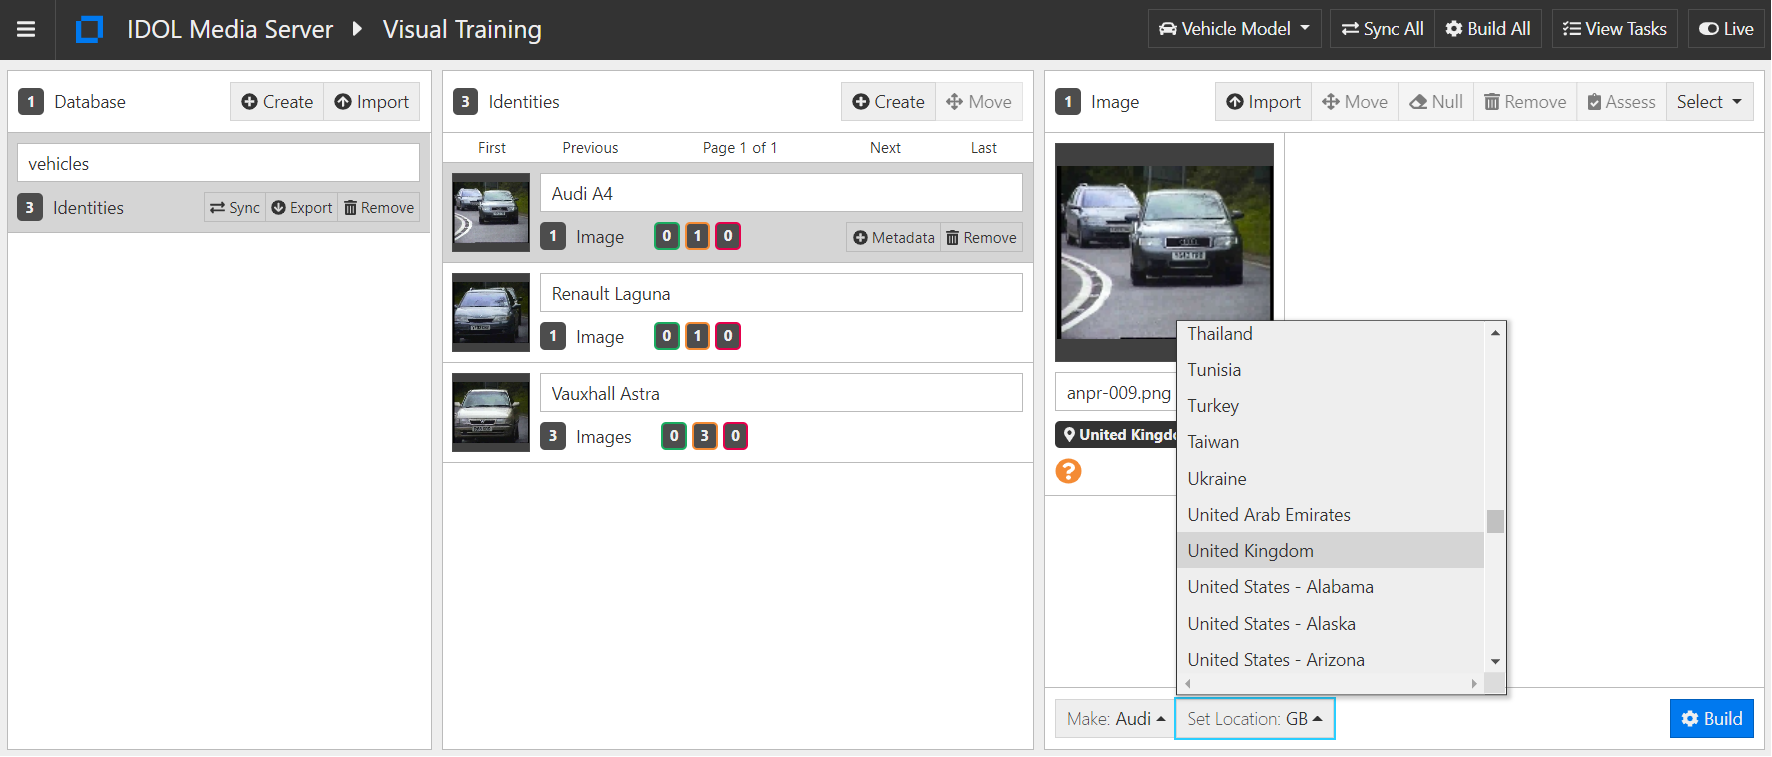 IDOL Media Server Visual Training
Vehicle Model Sync All Build All View Tasks Live
1 Database Create Import
vehicles
3 Identities Sync Export Remove
3 Identities Create Move
First Previous Page 1 of 1 Next Last
Audi A4
1 Image 0 1 0 Metadata Remove
Renault Laguna
1 Image 0 1 0
Vauxhall Astra
3 Images 0 3 0
1 Image Import Move Null Remove Assess Select
anpr-009.png
United Kingdo
?
Thailand
Tunisia
Turkey
Taiwan
Ukraine
United Arab Emirates
United Kingdom
United States - Alabama
United States - Alaska
United States - Arizona
Make: Audi Set Location: GB Build